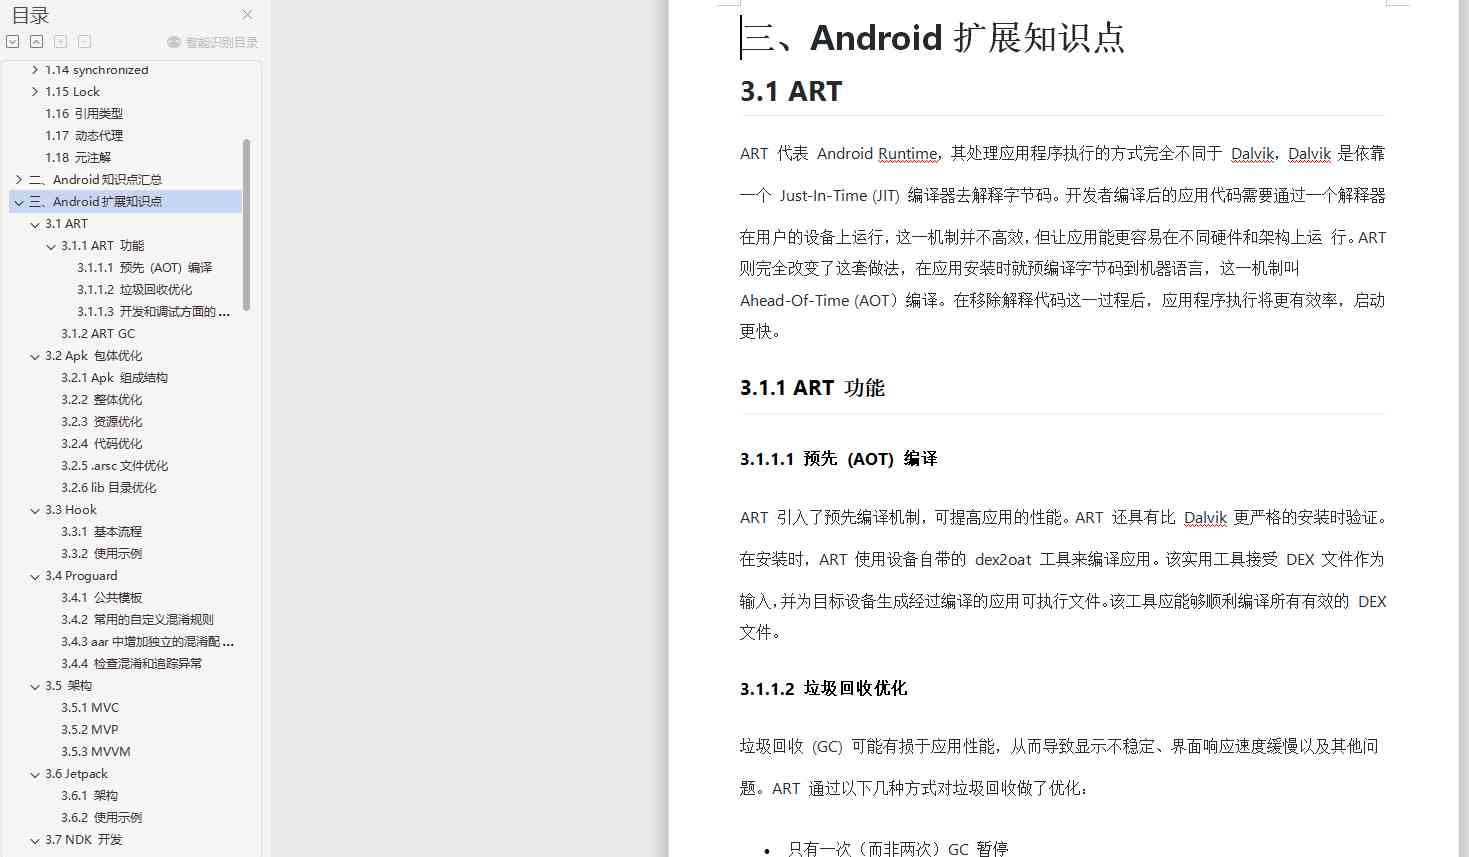 目录
智能识别目录
1.14 synchronized
1.15 Lock
1.16 引用类型
1.17 动态代理
1.18 元注解
二、Android 知识点汇总
三、Android 扩展知识点
3.1 ART
3.1.1 ART 功能
3.1.1.1 预先 (AOT) 编译
3.1.1.2 垃圾回收优化
3.1.1.3 开发和调试方面的 ...
3.1.2 ART GC
3.2 Apk 包体优化
3.2.1 Apk 组成结构
3.2.2 整体优化
3.2.3 资源优化
3.2.4 代码优化
3.2.5 .arsc 文件优化
3.2.6 lib 目录优化
3.3 Hook
3.3.1 基本流程
3.3.2 使用示例
3.4 Proguard
3.4.1 公共模板
3.4.2 常用的自定义混淆规则
3.4.3 aar 中增加独立的混淆配 ...
3.4.4 检查混淆和追踪异常
3.5 架构
3.5.1 MVC
3.5.2 MVP
3.5.3 MVVM
3.6 Jetpack
3.6.1 架构
3.6.2 使用示例
3.7 NDK 开发
三、Android 扩展知识点
3.1 ART
ART 代表 Android Runtime，其处理应用程序执行的方式完全不同于 Dalvik，Dalvik 是依靠
一个 Just-In-Time (JIT) 编译器去解释字节码。开发者编译后的应用代码需要通过一个解释器
在用户的设备上运行，这一机制并不高效，但让应用能更容易在不同硬件和架构上运 行。ART
则完全改变了这套做法，在应用安装时就预编译字节码到机器语言，这一机制叫
Ahead-Of-Time (AOT）编译。在移除解释代码这一过程后，应用程序执行将更有效率，启动
更快。
3.1.1 ART 功能
3.1.1.1 预先 (AOT) 编译
ART 引入了预先编译机制，可提高应用的性能。ART 还具有比 Dalvik 更严格的安装时验证。
在安装时，ART 使用设备自带的 dex2oat 工具来编译应用。该实用工具接受 DEX 文件作为
输入，并为目标设备生成经过编译的应用可执行文件。该工具应能够顺利编译所有有效的 DEX
文件。
3.1.1.2 垃圾回收优化
垃圾回收 (GC) 可能有损于应用性能，从而导致显示不稳定、界面响应速度缓慢以及其他问
题。ART 通过以下几种方式对垃圾回收做了优化：
• 只有一次（而非两次）GC 暂停